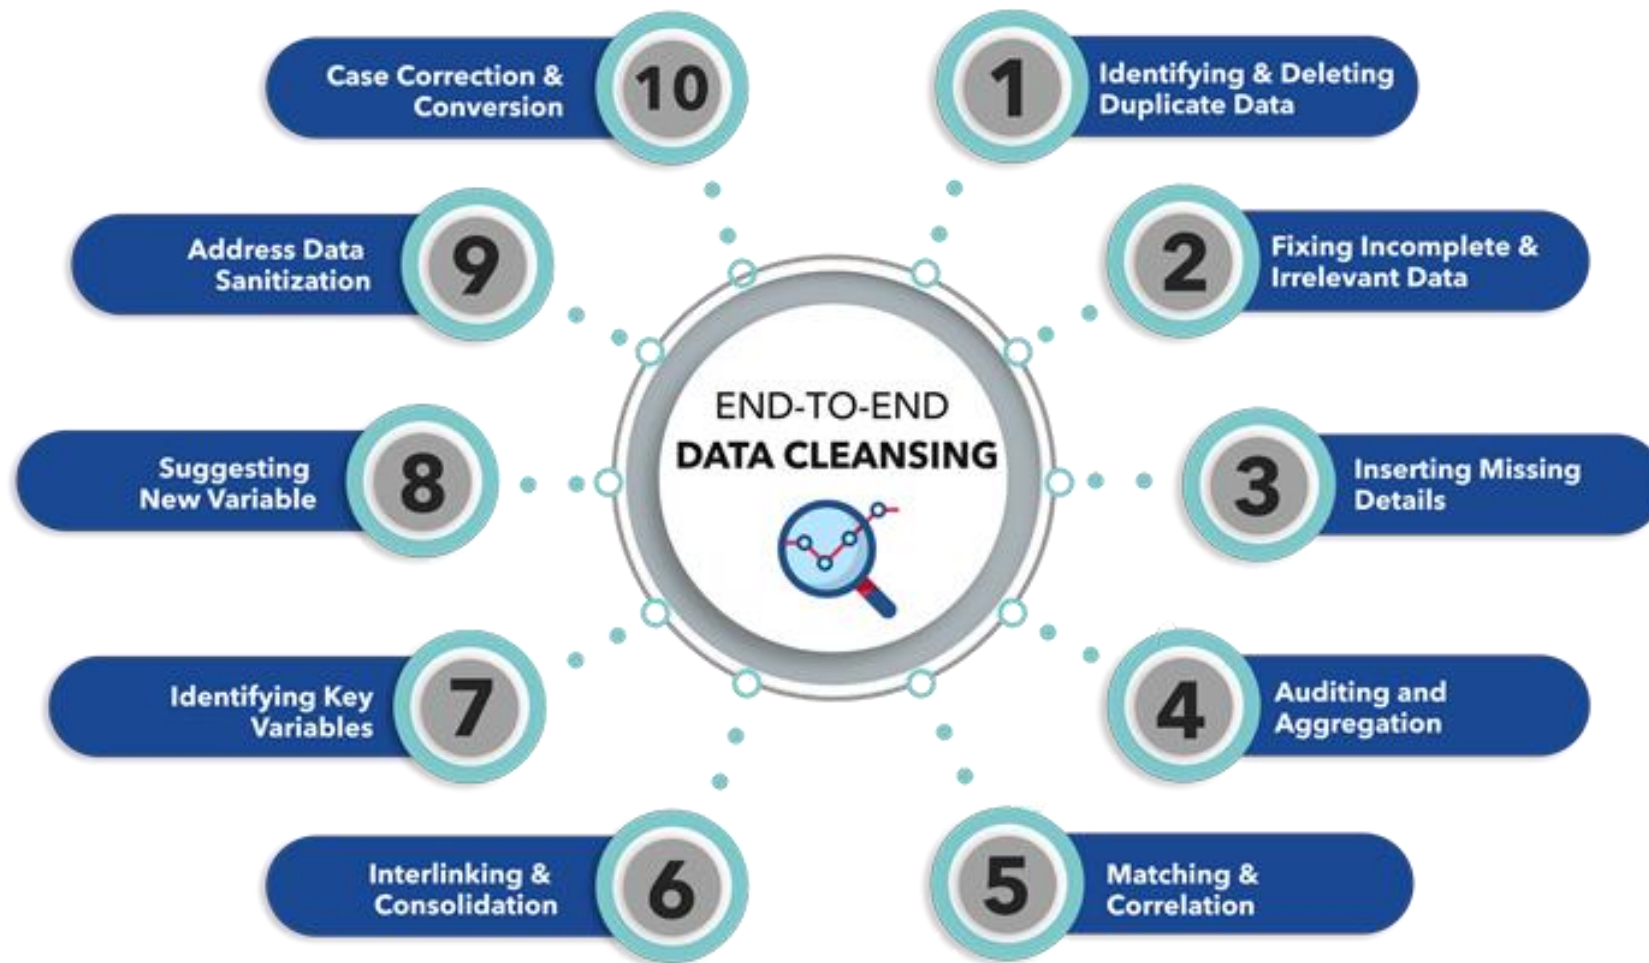 END-TO-END
DATA CLEANSING
1
Identifying & Deleting
Duplicate Data
2
Fixing Incomplete &
Irrelevant Data
3
Inserting Missing
Details
4
Auditing and
Aggregation
5
Matching &
Correlation
6
Interlinking &
Consolidation
7
Identifying Key
Variables
8
Suggesting
New Variable
9
Address Data
Sanitization
10
Case Correction &
Conversion